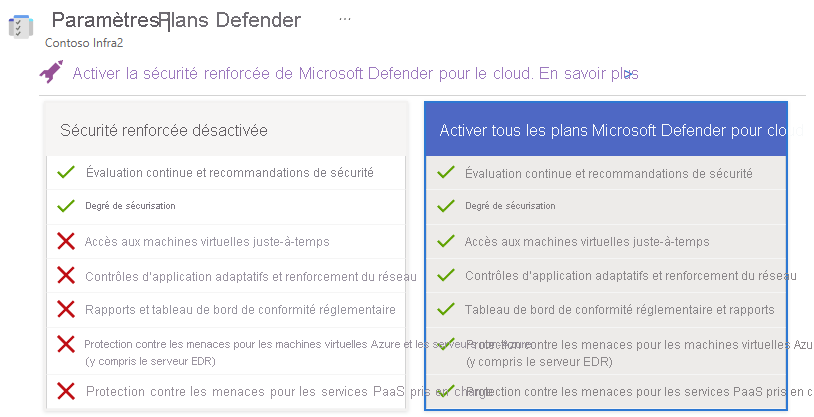 Paramètres Plans Defender ...
Contoso Infra2
Activer la sécurité renforcée de Microsoft Defender pour le cloud. En savoir plus >
Sécurité renforcée désactivée
Évaluation continue et recommandations de sécurité
Degré de sécurisation
Accès aux machines virtuelles juste-à-temps
Contrôles d'application adaptatifs et renforcement du réseau
Rapports et tableau de bord de conformité réglementaire
Protection contre les menaces pour les machines virtuelles Azure et les serveurs non Azure
(y compris le serveur EDR)
Protection contre les menaces pour les services PaaS pris en charge
Activer tous les plans Microsoft Defender pour clo
Évaluation continue et recommandations de sécurité
Degré de sécurisation
Accès aux machines virtuelles juste-à-temps
Contrôles d'application adaptatifs et renforcement du réseau
Tableau de bord de conformité réglementaire et rapports
Protection contre les menaces pour les machines virtuelles Azu
(y compris le serveur EDR)
Protection contre les menaces pour les services PaaS pris en c